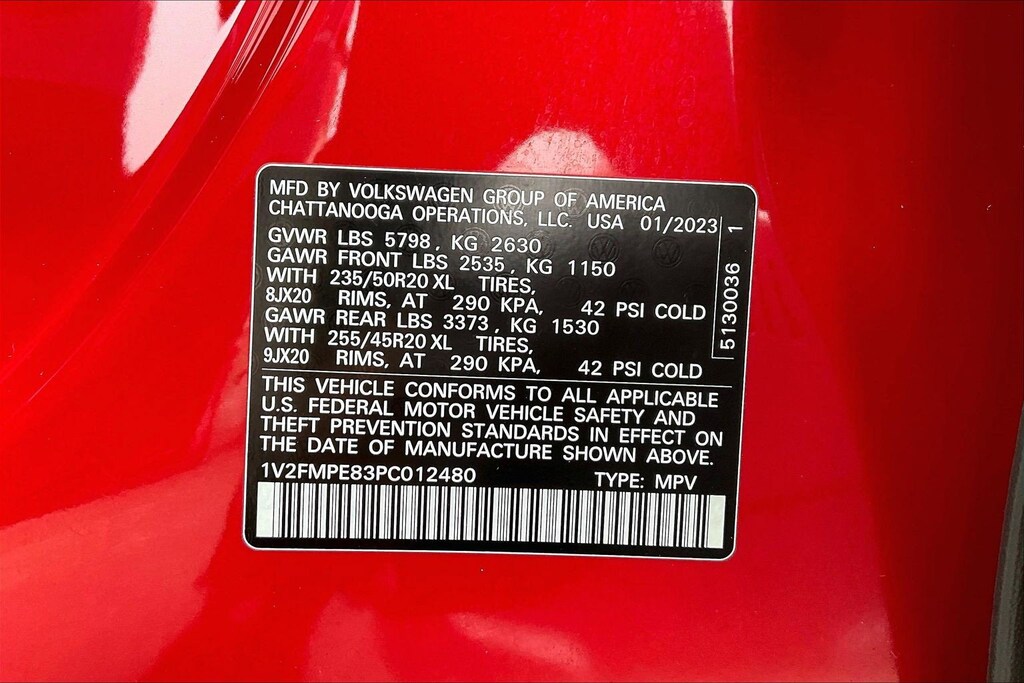 MFD BY VOLKSWAGEN GROUP OF AMERICA
CHATTANOOGA OPERATIONS, LLC. USA 01/2023
GVWR LBS 5798, KG 2630
GAWR FRONT LBS 2535, KG 1150
WITH 235/50R20 XL TIRES,
8JX20 RIMS, AT 290 KPA, 42 PSI COLD
GAWR REAR LBS 3373, KG 1530
WITH 255/45R20 XL TIRES,
9JX20 RIMS, AT 290 KPA, 42 PSI COLD
5130036 1
THIS VEHICLE CONFORMS TO ALL APPLICABLE
U.S. FEDERAL MOTOR VEHICLE SAFETY AND
THEFT PREVENTION STANDARDS IN EFFECT ON
THE DATE OF MANUFACTURE SHOWN ABOVE.
1V2FMPE83PC012480 TYPE: MPV